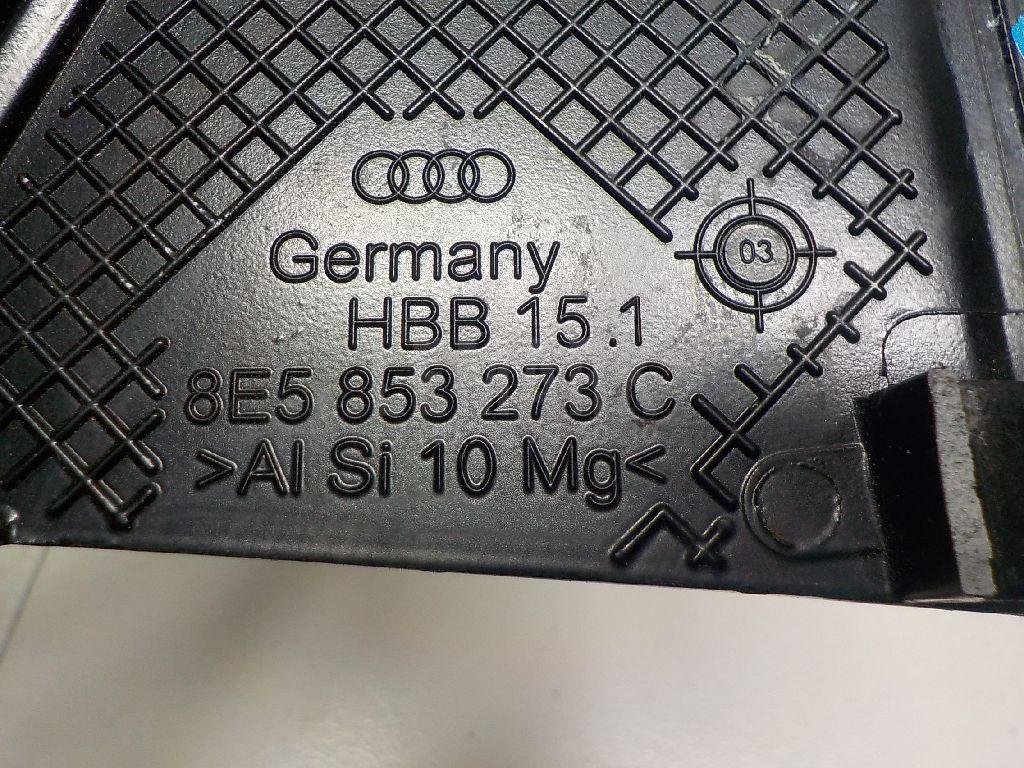 Germany
03
HBB 15.1
8E5 853 273 C
>Al Si 10 Mg<